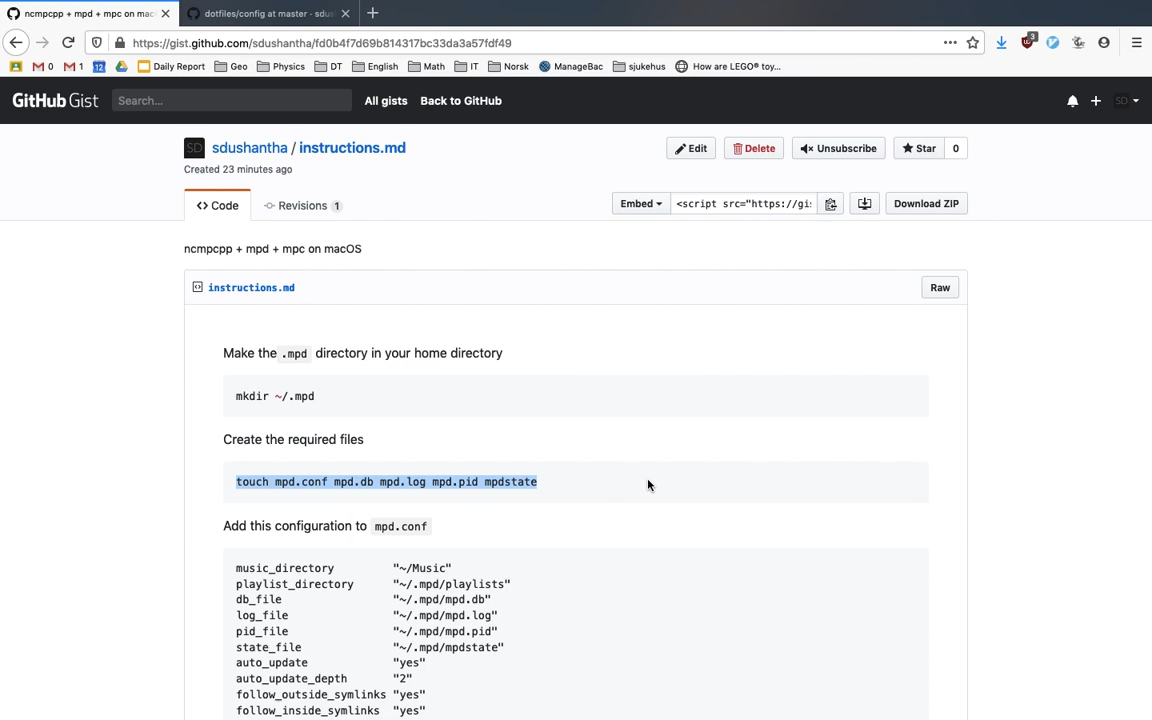 ncmpcpp + mpd + mpc on mac
dotfiles/config at master - sdus
https://gist.github.com/sdushantha/fd0b4f7d69b814317bc33da3a57fdf49
3
0 1 12 Daily Report Geo Physics DT English Math IT Norsk ManageBac sjukehus How are LEGO®toy...
GitHub Gist Search... All gists Back to GitHub SD
SD sdushantha / instructions.md Edit Delete Unsubscribe Star 0
Created 23 minutes ago
Code Revisions 1 Embed <script src="https://gi: Download ZIP
ncmpcpp + mpd + mpc on macOS
instructions.md Raw
Make the .mpd directory in your home directory
mkdir ~/.mpd
Create the required files
touch mpd.conf mpd.db mpd.log mpd.pid mpdstate
Add this configuration to mpd.conf
music_directory "~/Music"
playlist_directory "~/.mpd/playlists"
db_file "~/.mpd/mpd.db"
log_file "~/.mpd/mpd.log"
pid_file "~/.mpd/mpd.pid"
state_file "~/.mpd/mpdstate"
auto_update "yes"
auto_update_depth "2"
follow_outside_symlinks "yes"
follow_inside_symlinks "yes"